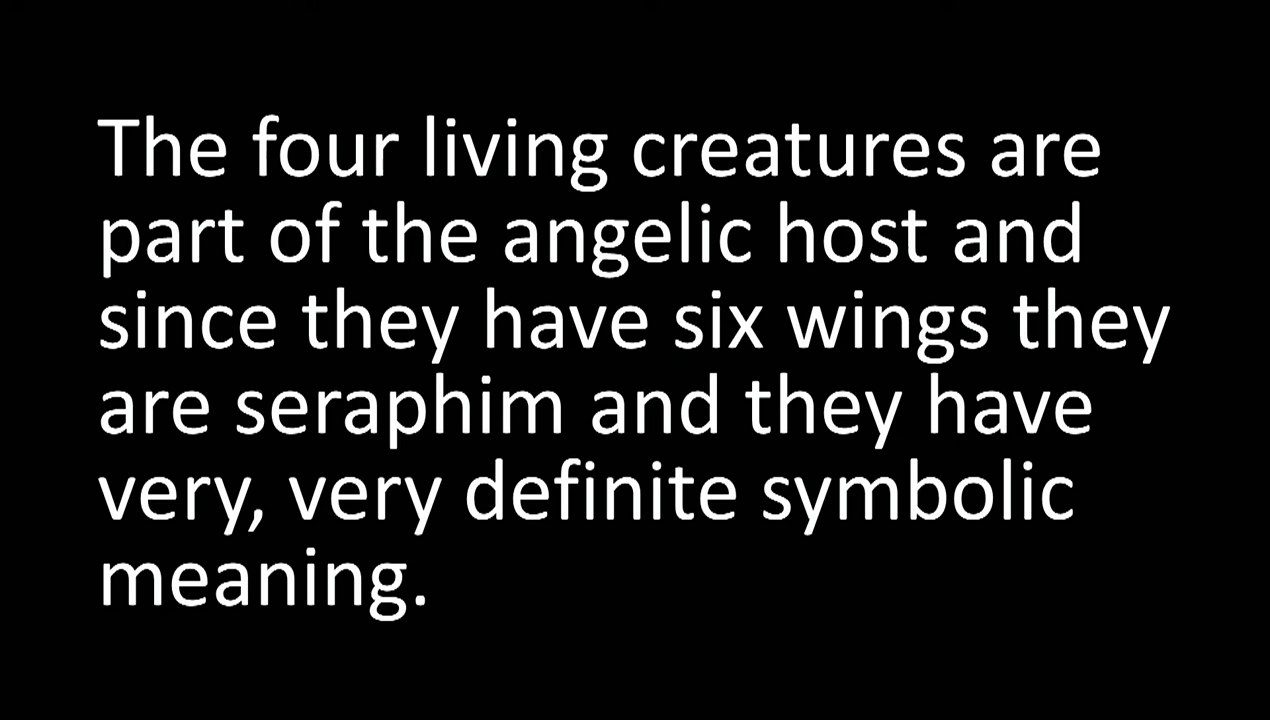 The four living creatures are
part of the angelic host and
since they have six wings they
are seraphim and they have
very, very definite symbolic
meaning.